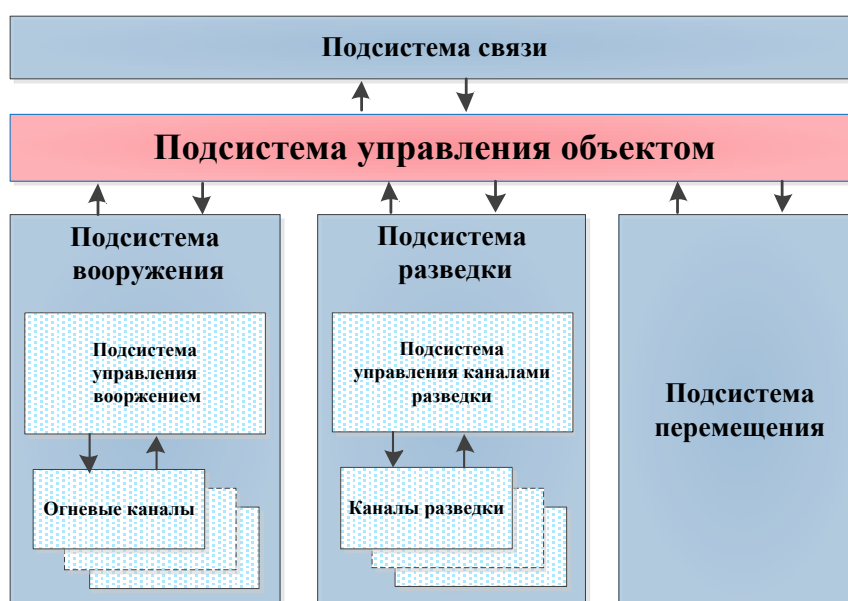 Подсистема связи
Подсистема управления объектом
Подсистема
вооружения
Подсистема
управления
вооржением
Огневые каналы
Подсистема
разведки
Подсистема
управления каналами
разведки
Каналы разведки
Подсистема
перемещения